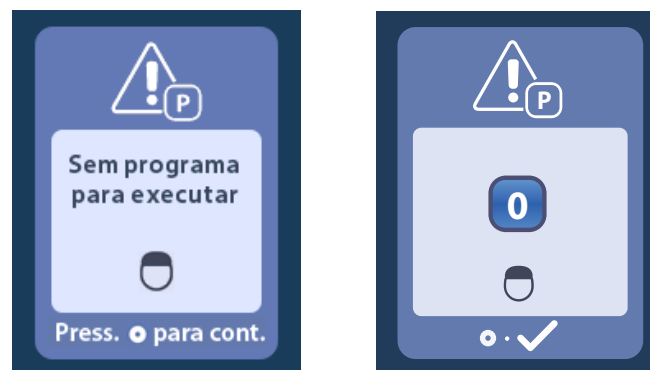 P
Sem programa
para executar
Press. para cont.
P
0